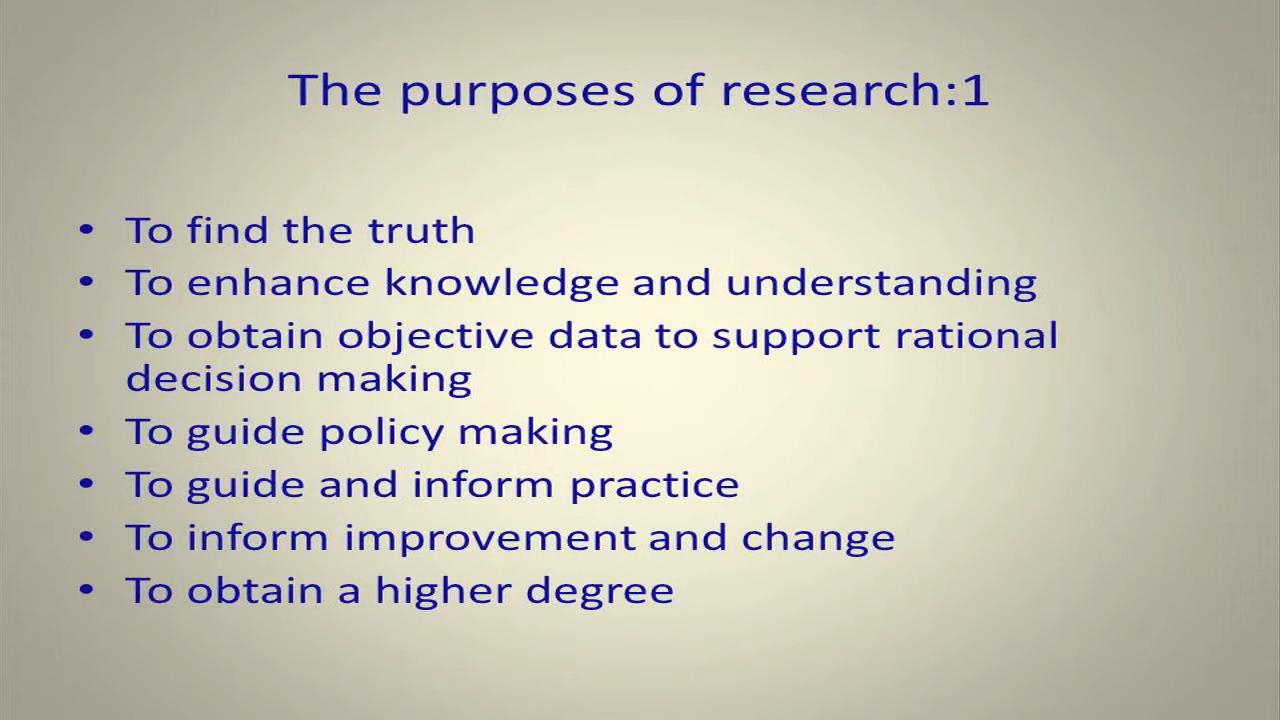 The purposes of research:1
• To find the truth
• To enhance knowledge and understanding
• To obtain objective data to support rational
decision making
• To guide policy making
• To guide and inform practice
• To inform improvement and change
• To obtain a higher degree